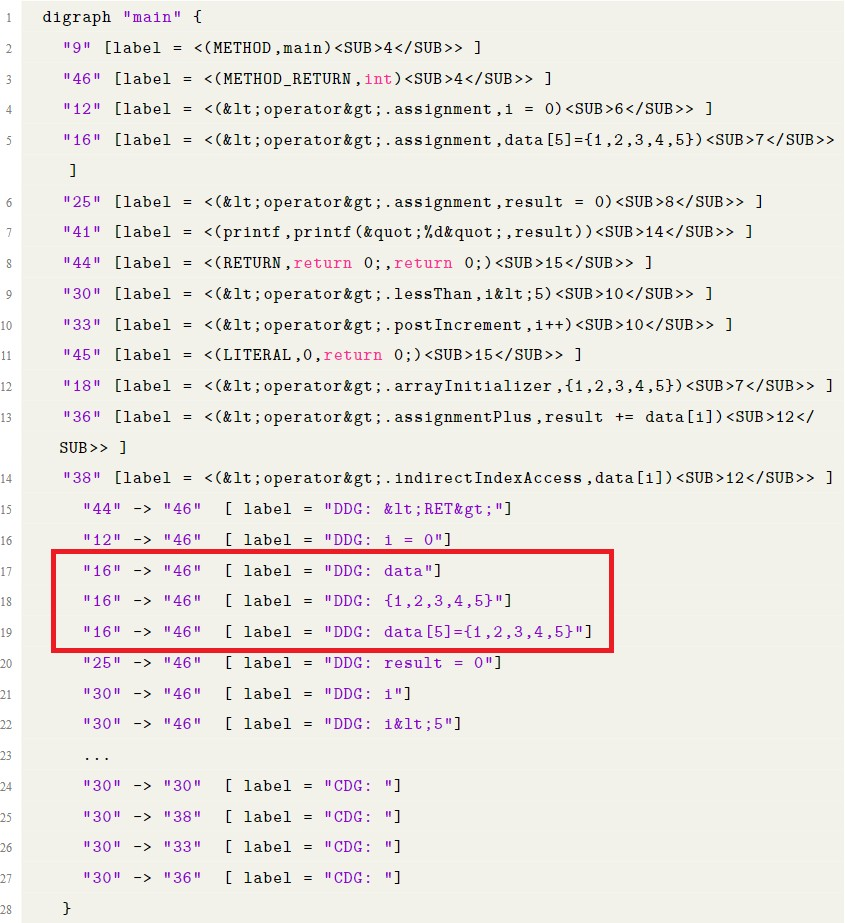 1 digraph "main" {
2 "9" [label = <(METHOD,main)<SUB>4</SUB>> ]
3 "46" [label = <(METHOD_RETURN,int)<SUB>4</SUB>> ]
4 "12" [label = <(&lt;operator&gt;.assignment,i = 0)<SUB>6</SUB>> ]
5 "16" [label = <(&lt;operator&gt;.assignment,data[5]={1,2,3,4,5})<SUB>7</SUB>>
]
6 "25" [label = <(&lt;operator&gt;.assignment,result = 0)<SUB>8</SUB>> ]
7 "41" [label = <(printf,printf(&quot;%d&quot;,result))<SUB>14</SUB>> ]
8 "44" [label = <(RETURN,return 0;,return 0;)<SUB>15</SUB>> ]
9 "30" [label = <(&lt;operator&gt;.lessThan,i&lt;5)<SUB>10</SUB>> ]
10 "33" [label = <(&lt;operator&gt;.postIncrement,i++)<SUB>10</SUB>> ]
11 "45" [label = <(LITERAL,0,return 0;)<SUB>15</SUB>> ]
12 "18" [label = <(&lt;operator&gt;.arrayInitializer,{1,2,3,4,5})<SUB>7</SUB>> ]
13 "36" [label = <(&lt;operator&gt;.assignmentPlus,result += data[i])<SUB>12</
SUB>> ]
14 "38" [label = <(&lt;operator&gt;.indirectIndexAccess,data[i])<SUB>12</SUB>> ]
15 "44" -> "46" [ label = "DDG: &lt;RET&gt;"]
16 "12" -> "46" [ label = "DDG: i = 0"]
17 "16" -> "46" [ label = "DDG: data"]
18 "16" -> "46" [ label = "DDG: {1,2,3,4,5}"]
19 "16" -> "46" [ label = "DDG: data[5]={1,2,3,4,5}"]
20 "25" -> "46" [ label = "DDG: result = 0"]
21 "30" -> "46" [ label = "DDG: i"]
22 "30" -> "46" [ label = "DDG: i&lt;5"]
23 ...
24 "30" -> "30" [ label = "CDG: "]
25 "30" -> "38" [ label = "CDG: "]
26 "30" -> "33" [ label = "CDG: "]
27 "30" -> "36" [ label = "CDG: "]
28 }